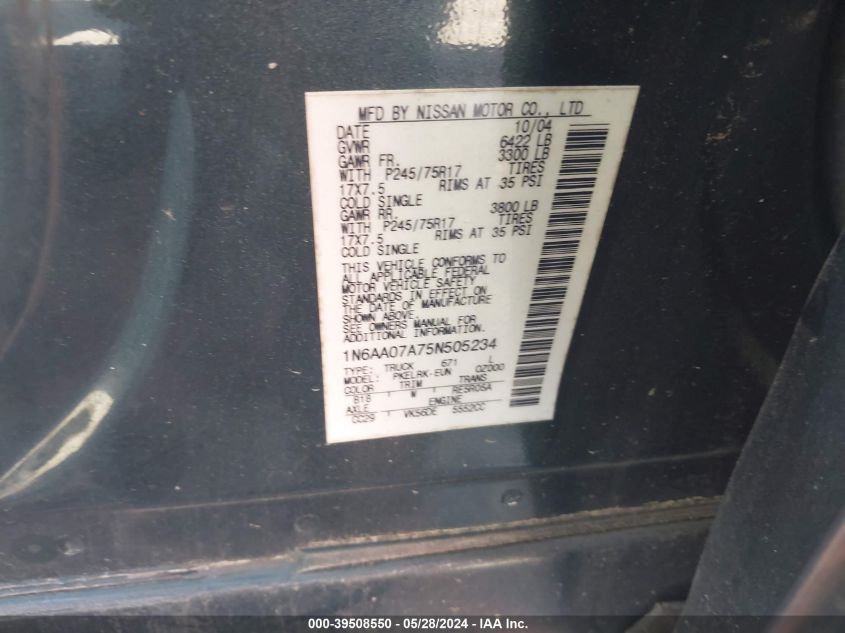 MFD BY NISSAN MOTOR CO., LTD
DATE 10/04
GVWR 6422 LB
GAWR FR. 3300 LB
WITH P245/75R17 TIRES
17X7.5 RIMS AT 35 PSI
COLD SINGLE
GAWR RR. 3800 LB
WITH P245/75R17 TIRES
17X7.5 RIMS AT 35 PSI
COLD SINGLE
THIS VEHICLE CONFORMS TO
ALL APPLICABLE FEDERAL
MOTOR VEHICLE SAFETY
STANDARDS IN EFFECT ON
THE DATE OF MANUFACTURE
SHOWN ABOVE.
SEE OWNERS MANUAL FOR
ADDITIONAL INFORMATION.
1N6AA07A75N505234
TYPE: TRUCK 671 L
MODEL: PKELRK-EUN 0Z000
COLOR TRIM TRANS
B18 W RE5R05A
AXLE ENGINE
CC29 VK56DE 5552CC
000-39508550 - 05/28/2024 - IAA Inc.